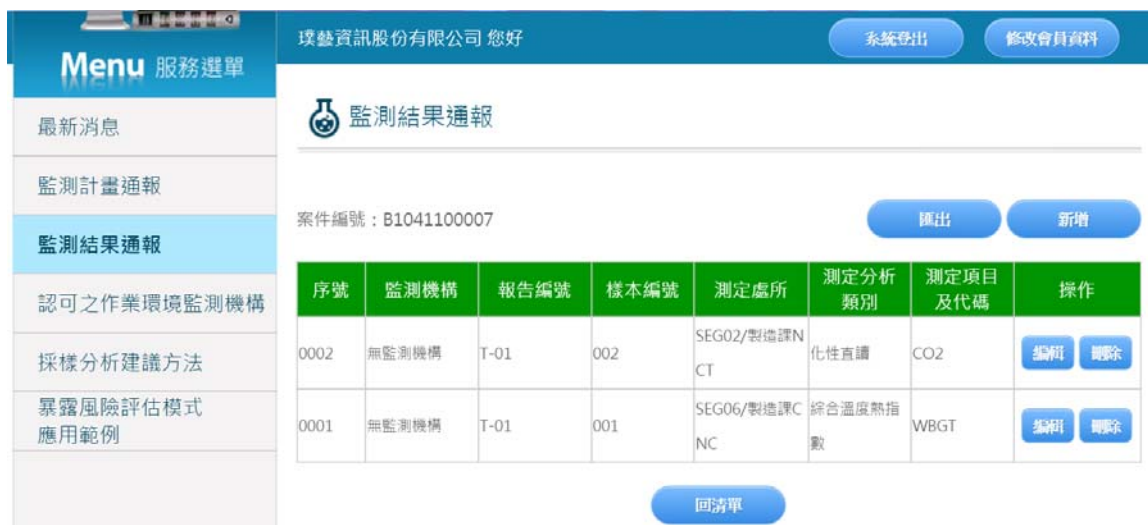 璞藝資訊股份有限公司 您好
系統登出
修改會員資料
Menu 服務選單
最新消息
監測計畫通報
監測結果通報
認可之作業環境監測機構
採樣分析建議方法
暴露風險評估模式
應用範例
監測結果通報
案件編號：B1041100007
匯出
新增
序號 監測機構 報告編號 樣本編號 測定處所 測定分析 測定項目 操作
類別 及代碼
0002 無監測機構 T-01 002 SEG02/製造課N 化性直讀 CO2 編輯 刪除
CT
0001 無監測機構 T-01 001 SEG06/製造課C 綜合溫度熱指 WBGT 編輯 刪除
NC 數
回清單